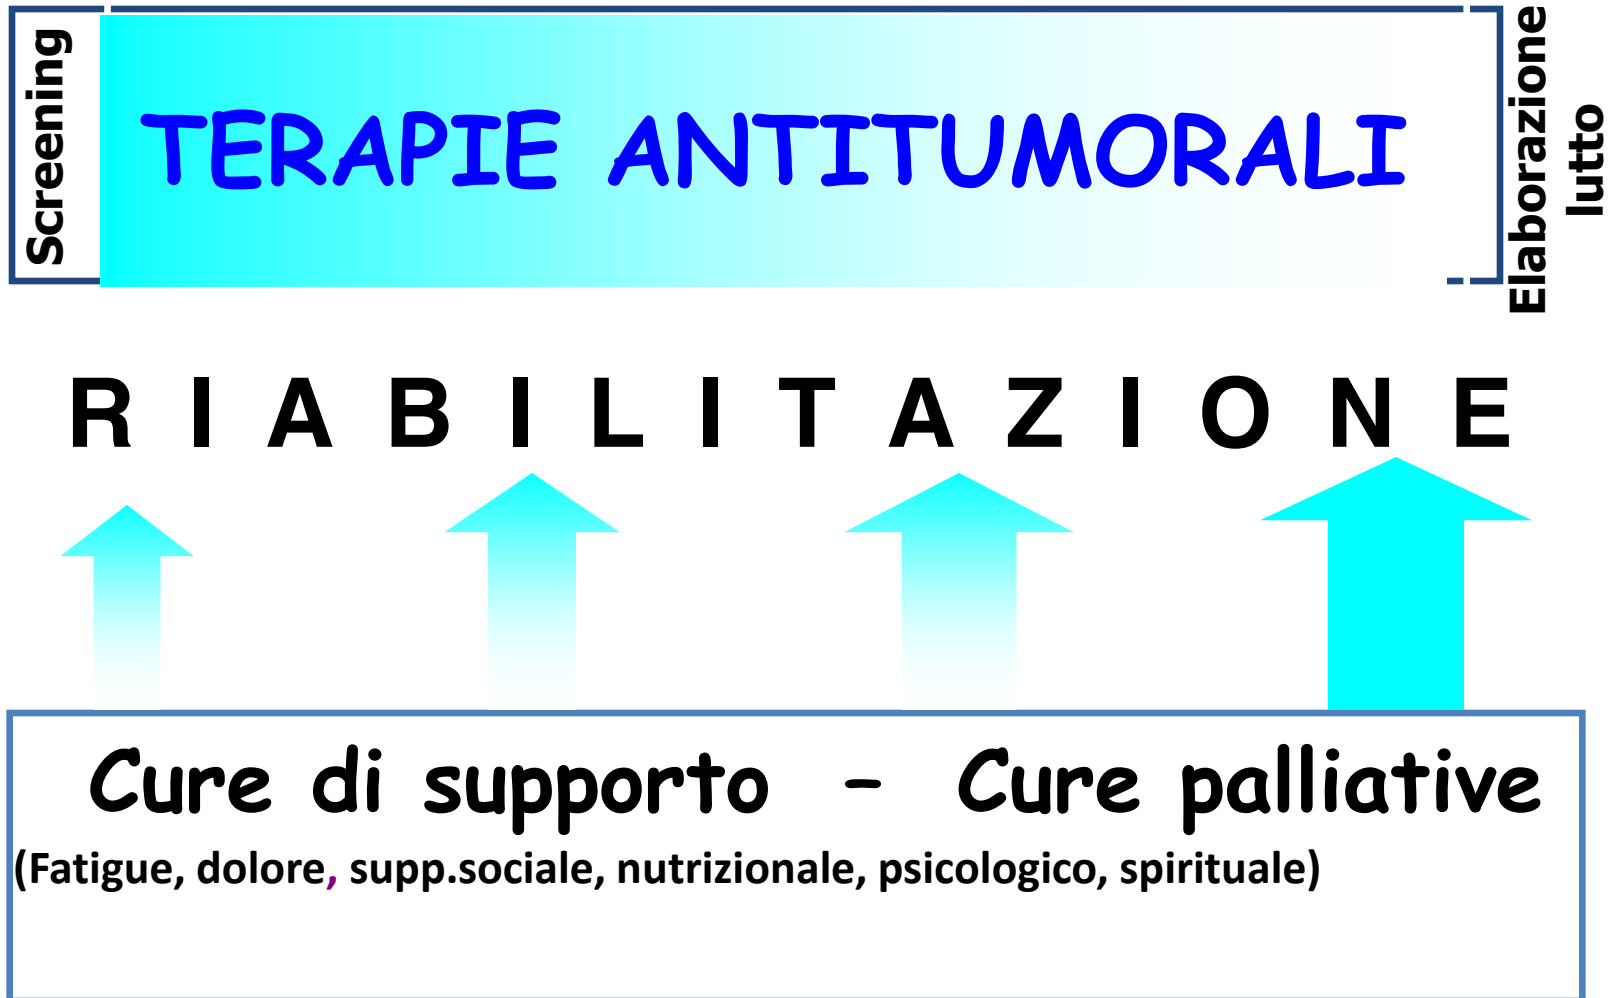 Screening
TERAPIE ANTITUMORALI
Elaborazione
lutto
R I A B I L I T A Z I O N E
Cure di supporto - Cure palliative
(Fatigue, dolore, supp.sociale, nutrizionale, psicologico, spirituale)